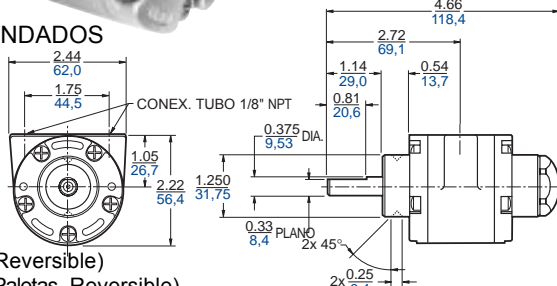 NDADOS
4.66
118,4
2.44
62,0
2.72
69,1
1.75
44,5
1.14
29,0
0.54
13,7
CONEX. TUBO 1/8" NPT
0.81
20,6
0.375 DIA.
9,53
1.05
26,7
2.22
56,4
1.250
31,75
0.33 PLANO
8,4
2x 45°
Reversible)
Paletas, Reversible)
2x 0.25